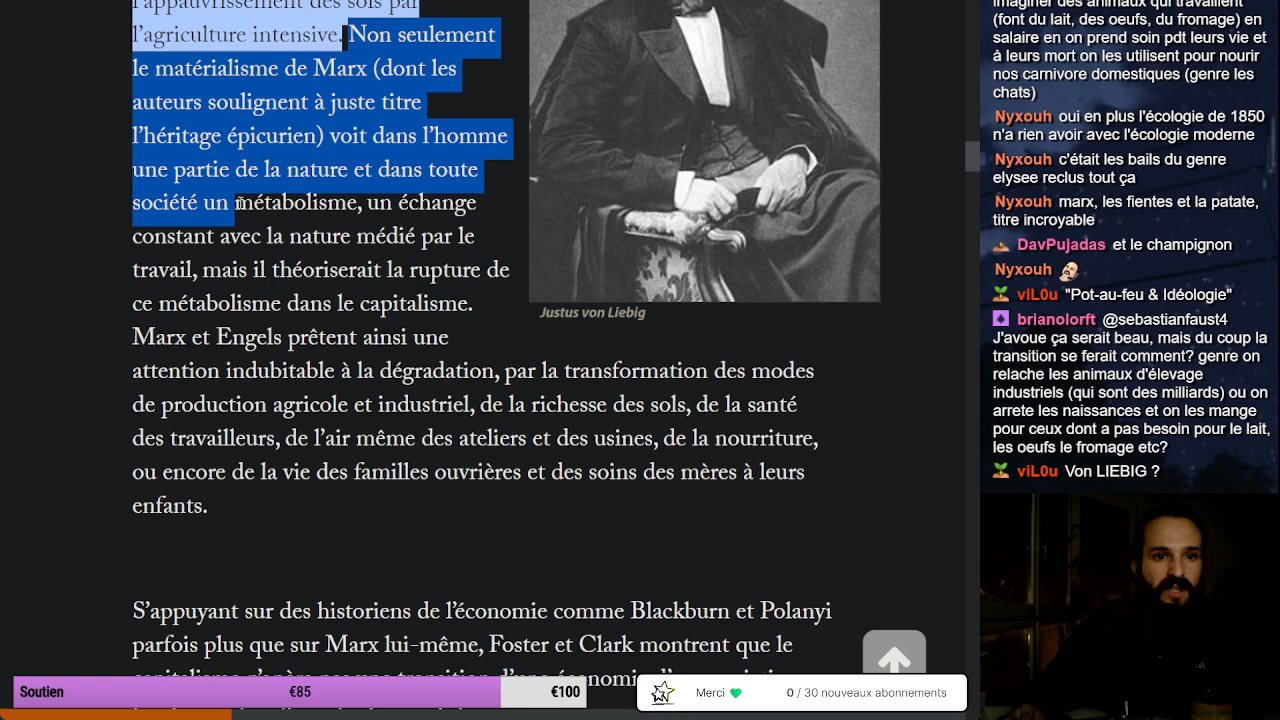 l'appauvrissement des sols par
l'agriculture intensive. Non seulement
le matérialisme de Marx (dont les
auteurs soulignent à juste titre
l'héritage épicurien) voit dans l'homme
une partie de la nature et dans toute
société un métabolisme, un échange
constant avec la nature médié par le
travail, mais il théoriserait la rupture de
ce métabolisme dans le capitalisme.
Marx et Engels prêtent ainsi une
attention indubitable à la dégradation, par la transformation des modes
de production agricole et industriel, de la richesse des sols, de la santé
des travailleurs, de l'air même des ateliers et des usines, de la nourriture,
ou encore de la vie des familles ouvrières et des soins des mères à leurs
enfants.
Justus von Liebig
S'appuyant sur des historiens de l'économie comme Blackburn et Polanyi
parfois plus que sur Marx lui-même, Foster et Clark montrent que le
Soutien
€85
€100
Merci 💚
0 / 30 nouveaux abonnements
imaginer des animaux qui travaillent
(font du lait, des oeufs, du fromage) en
salaire en on prend soin pdt leurs vie et
à leurs mort on les utilisent pour nourir
nos carnivore domestiques (genre les
chats)
Nyxouh oui en plus l'écologie de 1850
n'a rien avoir avec l'écologie moderne
Nyxouh c'était les bails du genre
elysee reclus tout ça
Nyxouh marx, les fientes et la patate,
titre incroyable
DavPujadas et le champignon
Nyxouh
viL0u "Pot-au-feu & Idéologie"
brianolorft @sebastianfaust4
J'avoue ça serait beau, mais du coup la
transition se ferait comment? genre on
relache les animaux d'élevage
industriels (qui sont des milliards) ou on
arrete les naissances et on les mange
pour ceux dont a pas besoin pour le lait,
les oeufs le fromage etc?
viL0u Von LIEBIG ?